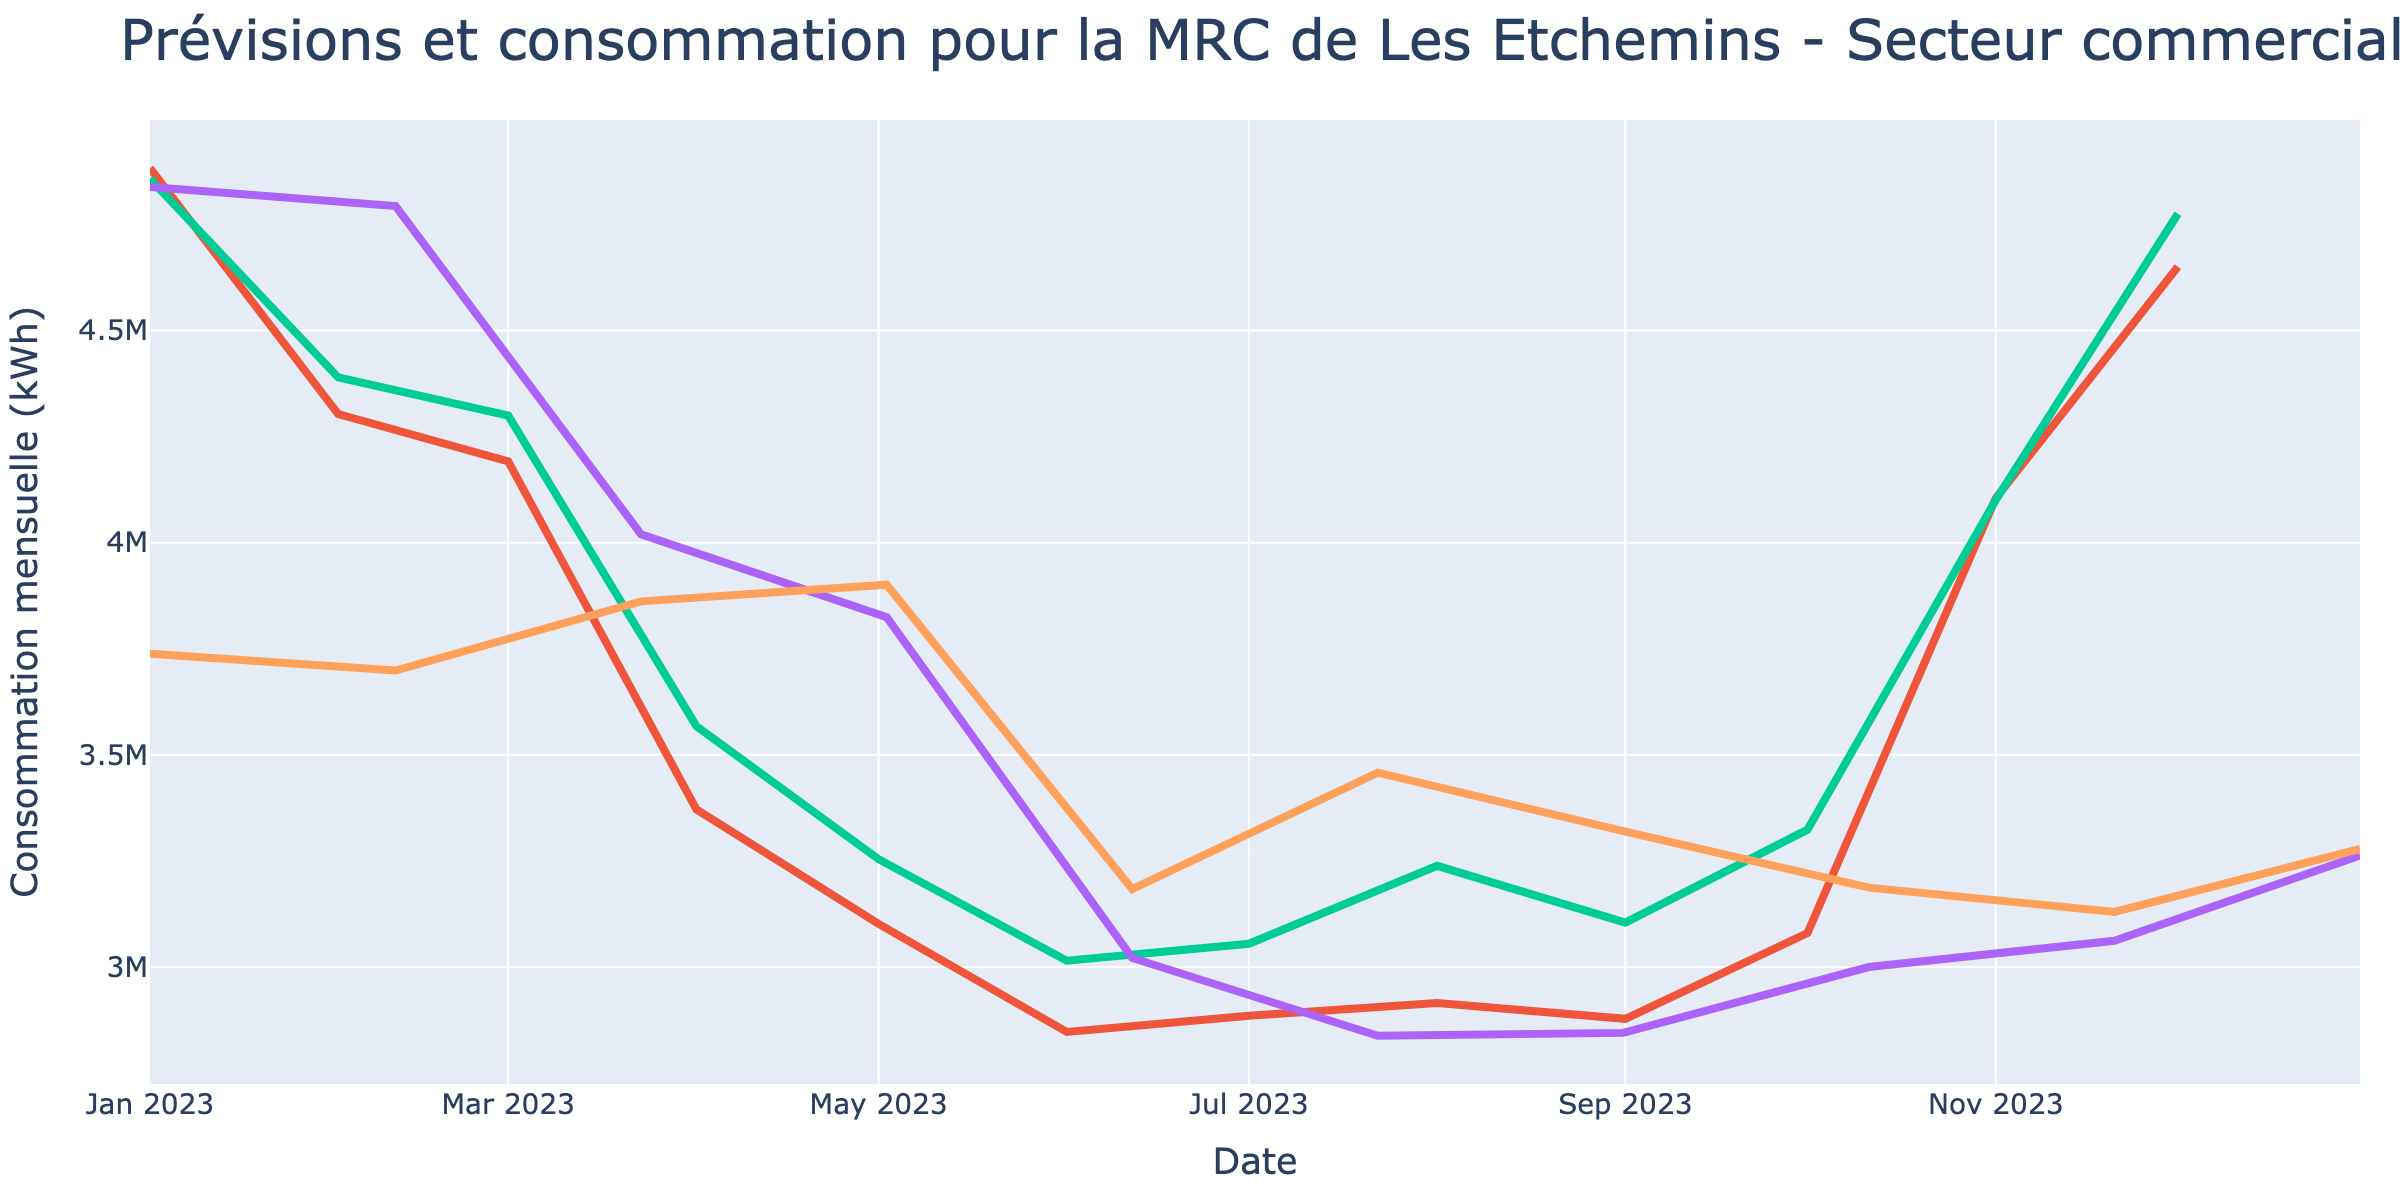 Prévisions et consommation pour la MRC de Les Etchemins - Secteur commercial
Consommation mensuelle (kWh)
4.5M
4M
3.5M
3M
Jan 2023
Mar 2023
May 2023
Jul 2023
Sep 2023
Nov 2023
Date